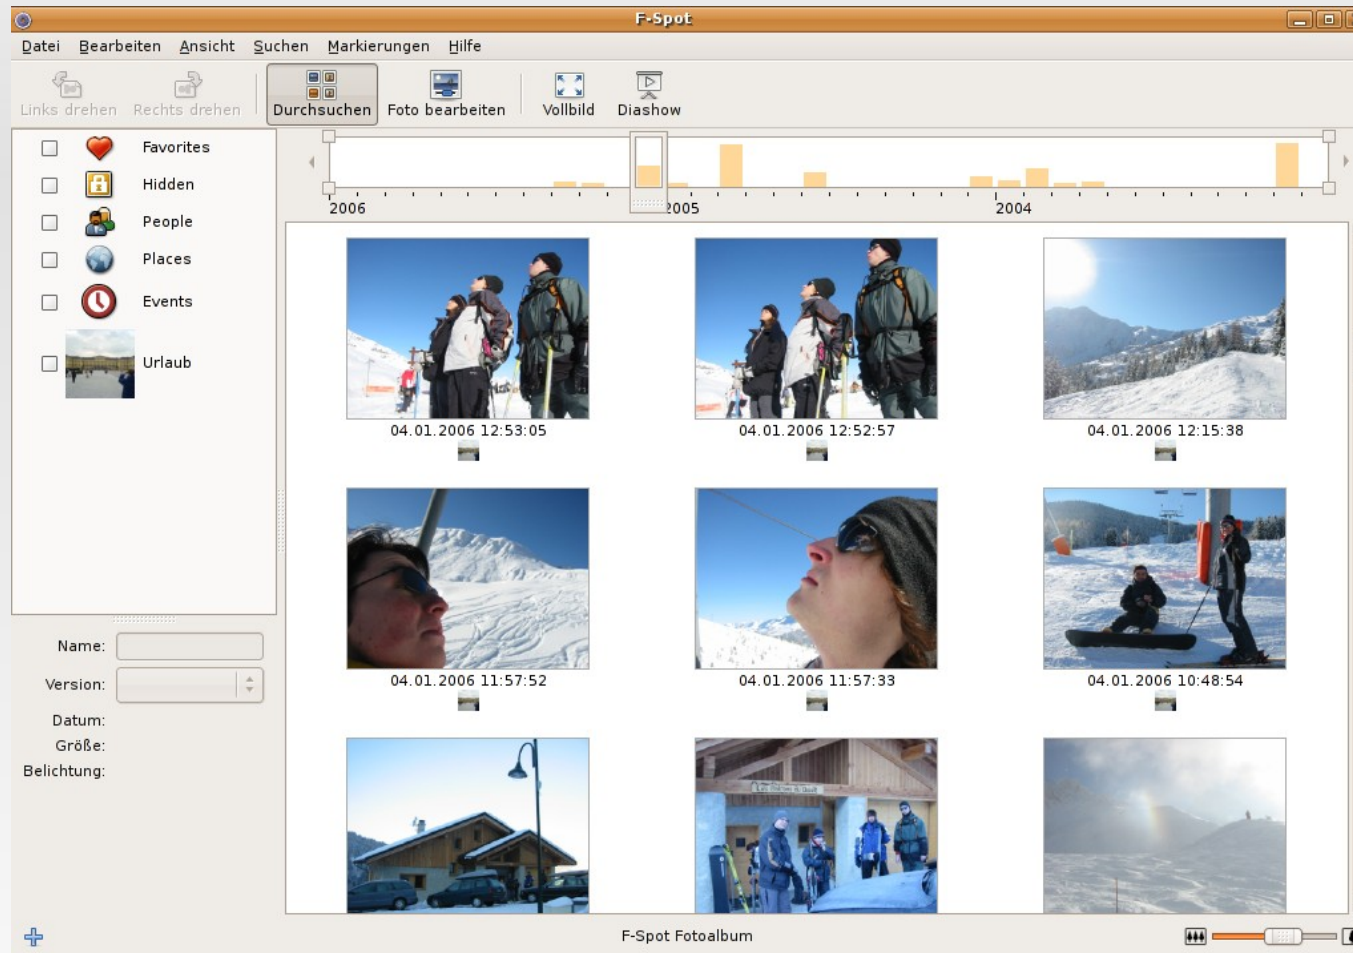 F-Spot
Datei Bearbeiten Ansicht Suchen Markierungen Hilfe
Links drehen Rechts drehen Durchsuchen Foto bearbeiten Vollbild Diashow
Favorites
Hidden
People
Places
Events
Urlaub
2006 2005 2004
04.01.2006 12:53:05 04.01.2006 12:52:57 04.01.2006 12:15:38
04.01.2006 11:57:52 04.01.2006 11:57:33 04.01.2006 10:48:54
Name:
Version:
Datum:
Größe:
Belichtung:
F-Spot Fotoalbum